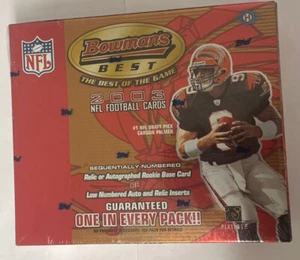 NFL
Bowman's
BEST
THE BEST OF THE GAME
2003
NFL FOOTBALL CARDS
#1 NFL DRAFT PICK
CARSON PALMER
SEQUENTIALLY NUMBERED
Relic or Autographed Rookie Base Card
or
Low Numbered Auto and Relic Inserts
GUARANTEED
ONE IN EVERY PACK!!
PLAYERS
9